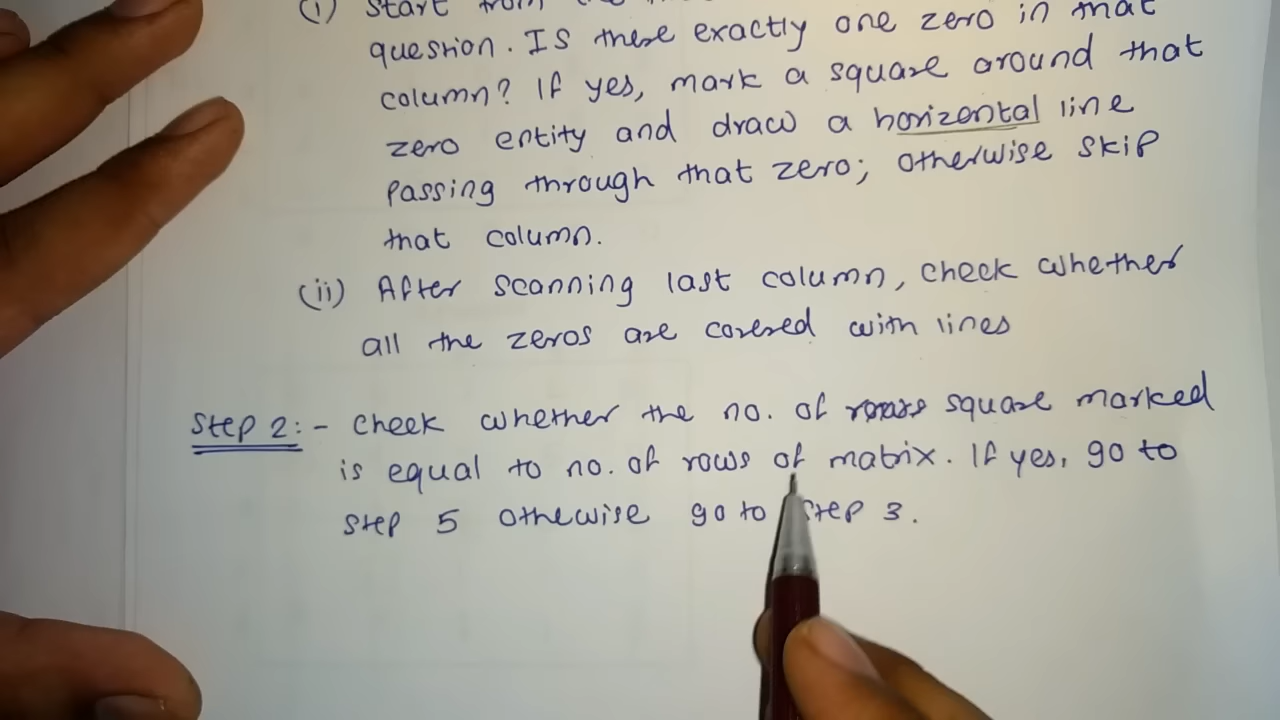 (i) Start from the
question. IS there exactly one zero in that
column? If yes, mark a square around that
zero entity and draw a horizontal line
passing through that zero; otherwise skip
that column.
(ii) After scanning last column, check whether
all the zeros are covered with lines
Step 2:- Check whether the no. of square marked
is equal to no. of rows of matrix. If yes, go to
step 5 othewise go to step 3.